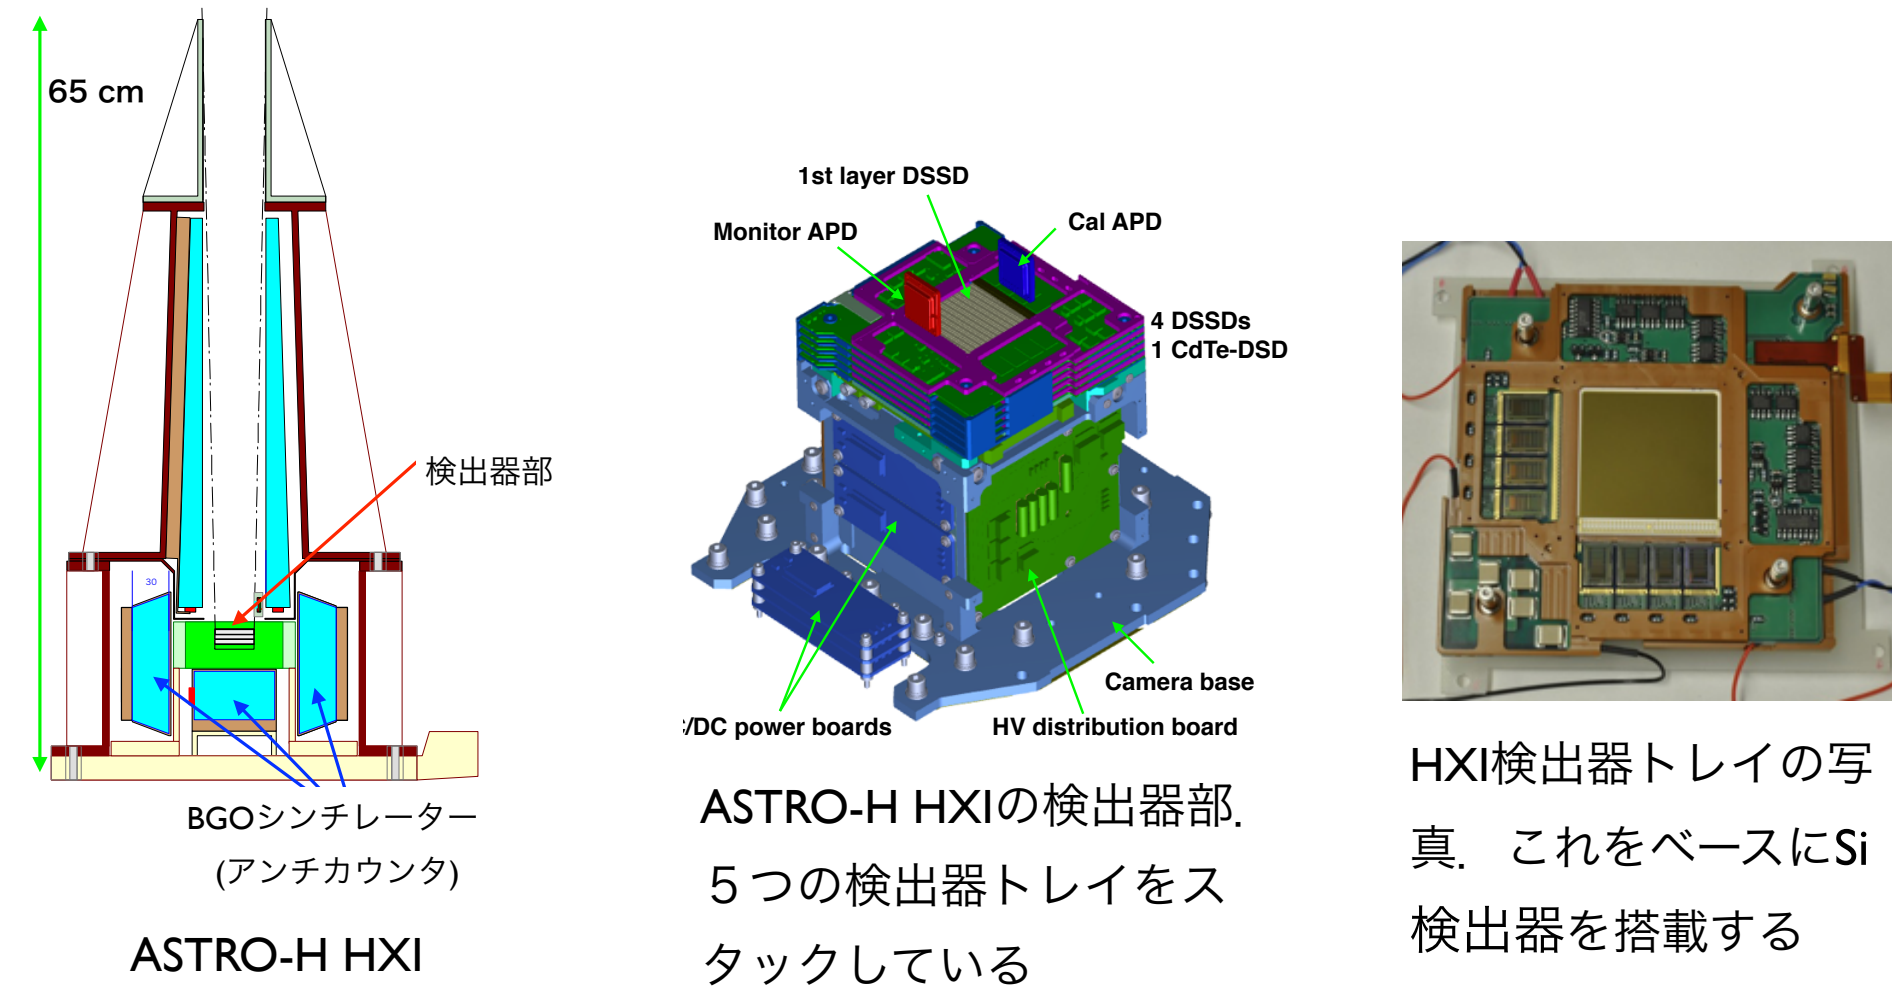 65 cm
検出器部
30
BGOシンチレーター
(アンチカウンタ)
ASTRO-H HXI
1st layer DSSD
Monitor APD
Cal APD
4 DSSDs
1 CdTe-DSD
Camera base
/DC power boards
HV distribution board
ASTRO-H HXIの検出器部.
５つの検出器トレイをス
タックしている
HXI検出器トレイの写
真.　これをベースにSi
検出器を搭載する